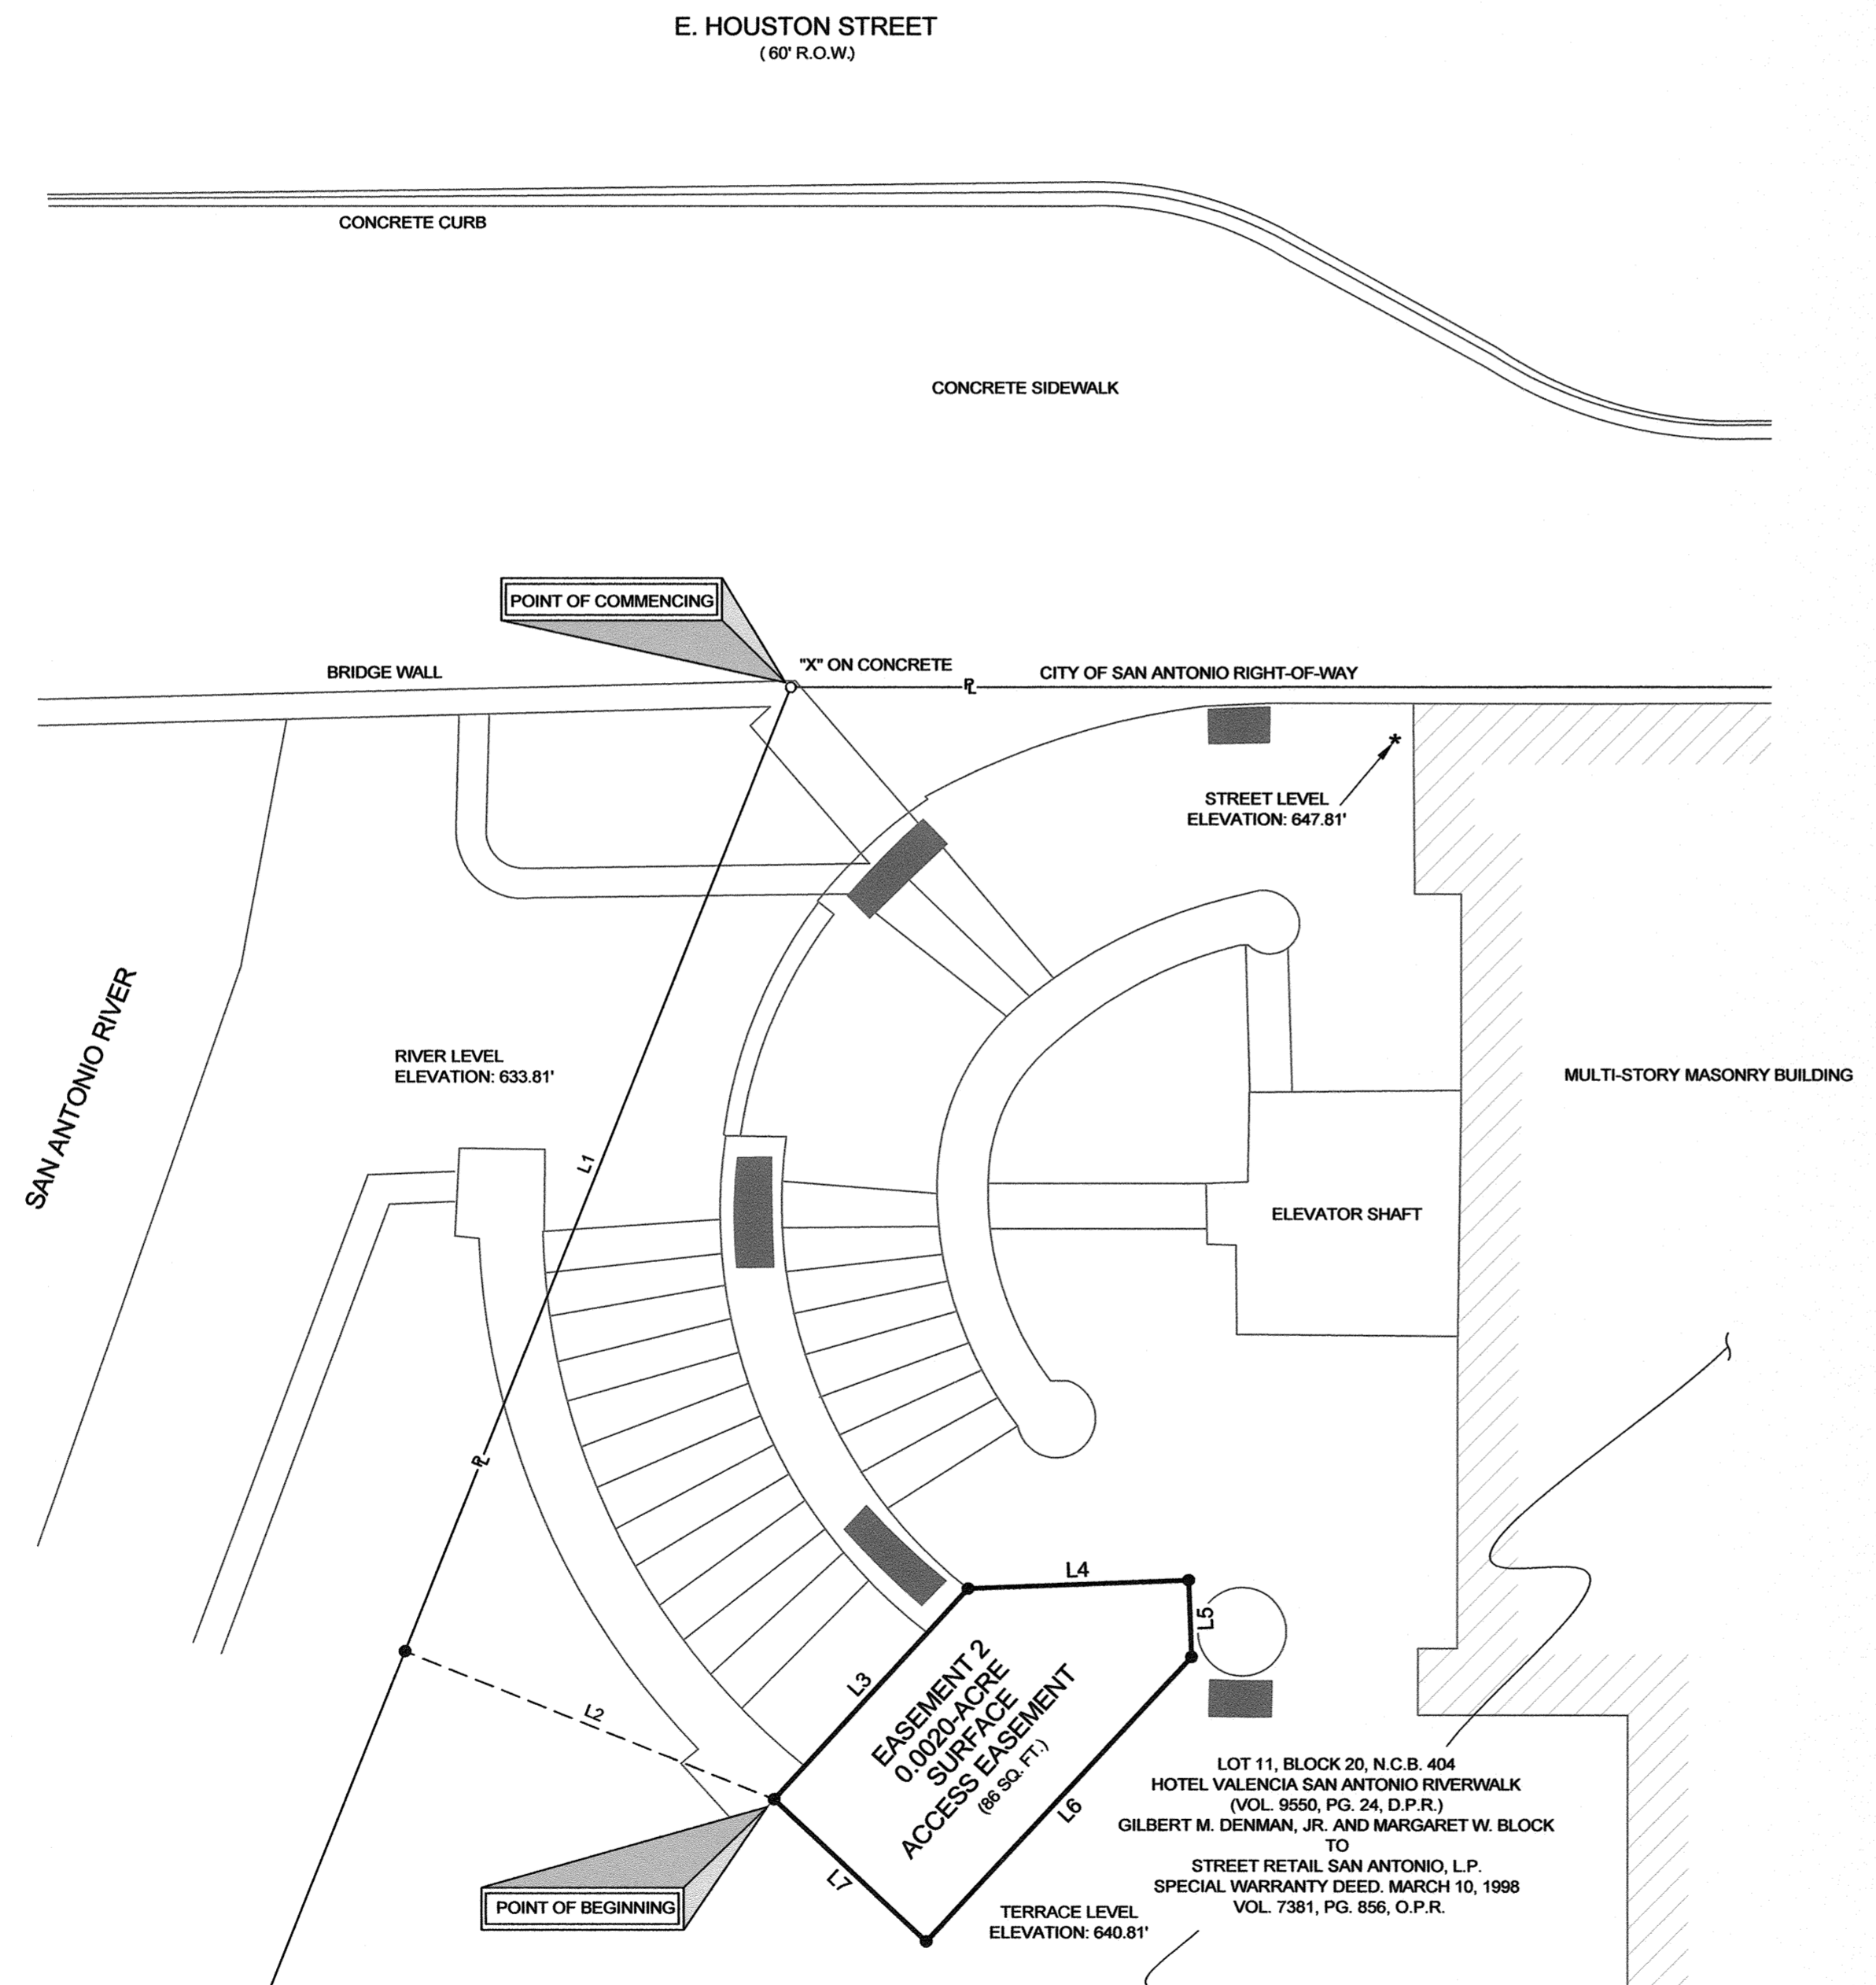 E. HOUSTON STREET
( 60' R.O.W.)
CONCRETE CURB
CONCRETE SIDEWALK
POINT OF COMMENCING
"X" ON CONCRETE
BRIDGE WALL
PL
CITY OF SAN ANTONIO RIGHT-OF-WAY
*
STREET LEVEL
ELEVATION: 647.81'
SAN ANTONIO RIVER
RIVER LEVEL
ELEVATION: 633.81'
MULTI-STORY MASONRY BUILDING
L1
ELEVATOR SHAFT
PL
L4
L5
L3
L2
EASEMENT 2
0.0020-ACRE
SURFACE
ACCESS EASEMENT
(86 SQ. FT.)
L6
L7
POINT OF BEGINNING
LOT 11, BLOCK 20, N.C.B. 404
HOTEL VALENCIA SAN ANTONIO RIVERWALK
(VOL. 9550, PG. 24, D.P.R.)
GILBERT M. DENMAN, JR. AND MARGARET W. BLOCK
TO
STREET RETAIL SAN ANTONIO, L.P.
SPECIAL WARRANTY DEED. MARCH 10, 1998
VOL. 7381, PG. 856, O.P.R.
TERRACE LEVEL
ELEVATION: 640.81'